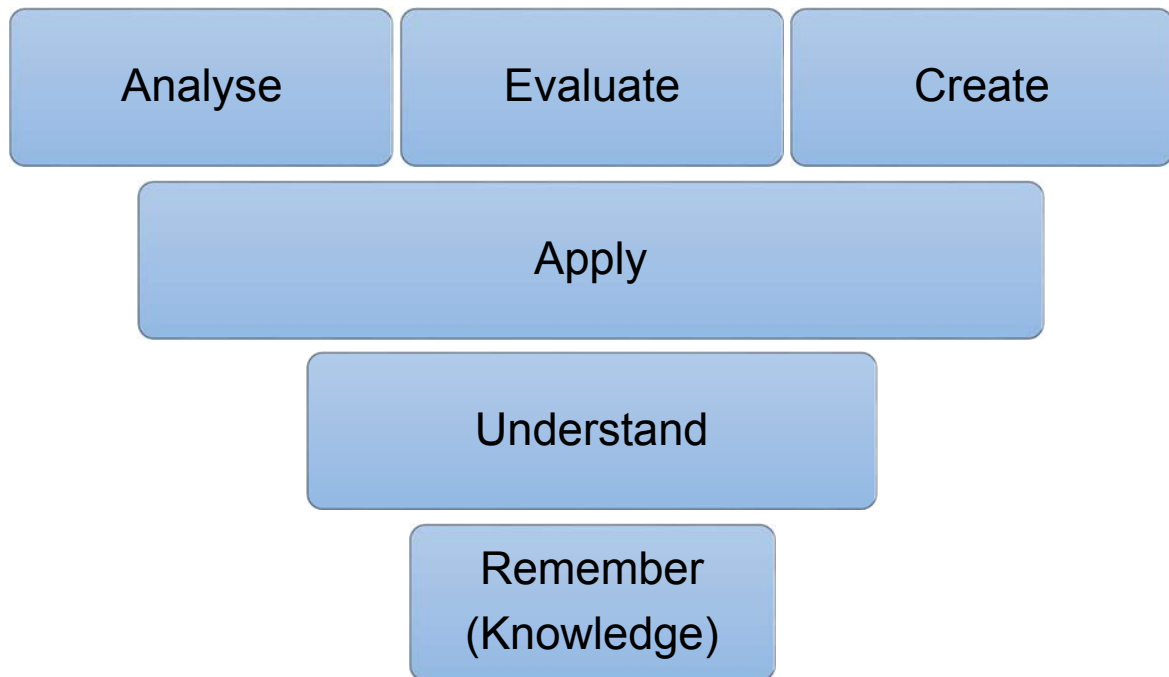 Analyse Evaluate Create
Apply
Understand
Remember
(Knowledge)